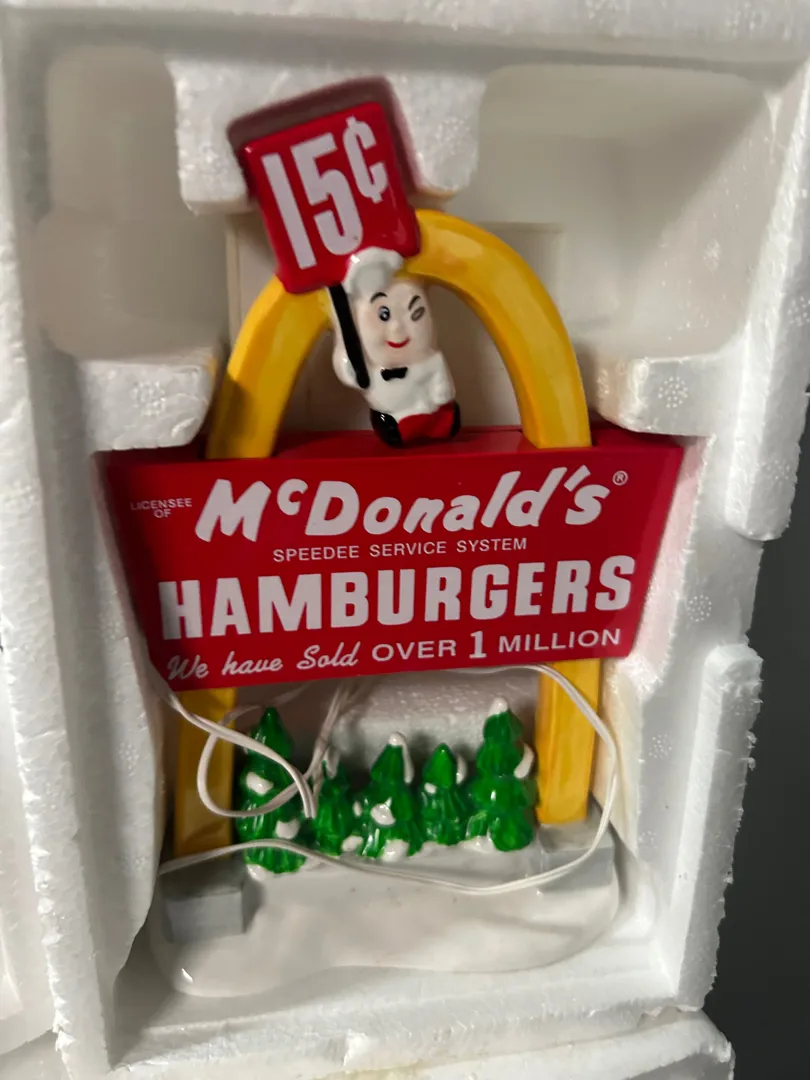 15¢
LICENSEE
OF
McDonald's®
SPEEDEE SERVICE SYSTEM
HAMBURGERS
We have Sold OVER 1 MILLION